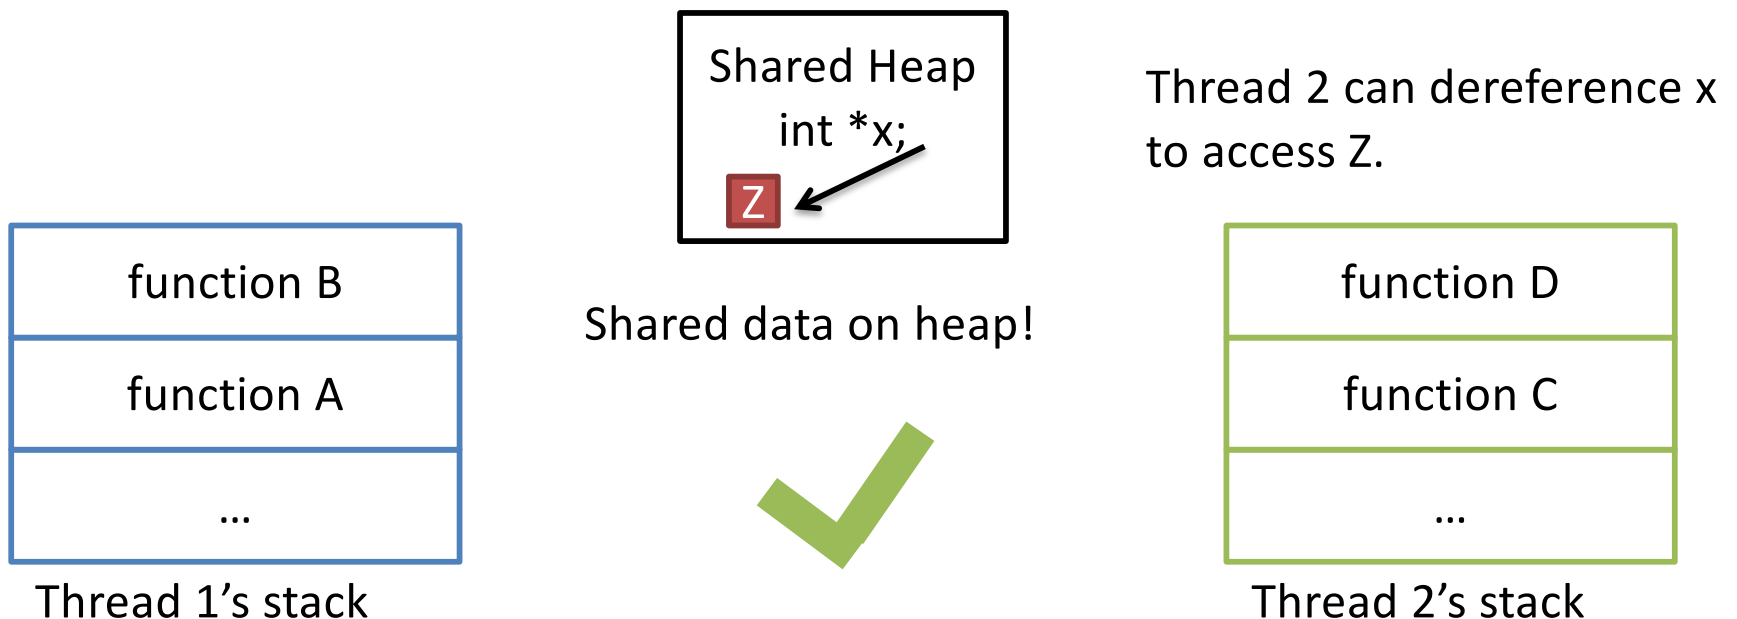 Shared Heap
int *x;
Z
Thread 2 can dereference x
to access Z.
function B
function A
…
Thread 1’s stack
Shared data on heap!
function D
function C
…
Thread 2’s stack